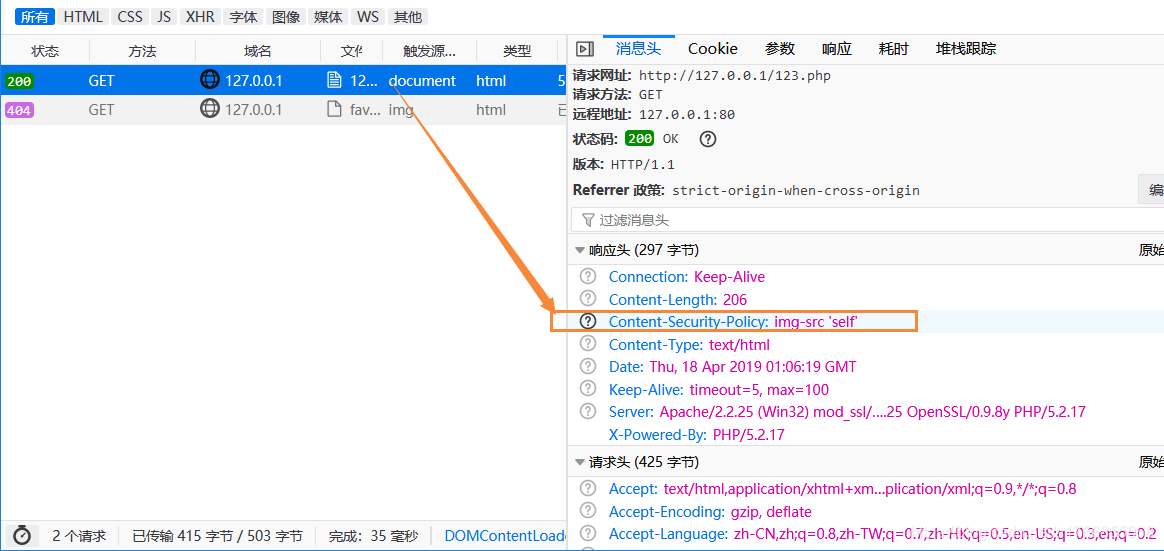 所有 HTML CSS JS XHR 字体 图像 媒体 WS 其他
状态 方法 域名 文化 触发源... 类型
200 GET 127.0.0.1 12... document html 5
404 GET 127.0.0.1 fav... img html
消息头 Cookie 参数 响应 耗时 堆栈跟踪
请求网址: http://127.0.0.1/123.php
请求方法: GET
远程地址: 127.0.0.1:80
状态码: 200 OK
版本: HTTP/1.1
Referrer 政策: strict-origin-when-cross-origin
编
过滤消息头
响应头 (297 字节) 原始
Connection: Keep-Alive
Content-Length: 206
Content-Security-Policy: img-src 'self'
Content-Type: text/html
Date: Thu, 18 Apr 2019 01:06:19 GMT
Keep-Alive: timeout=5, max=100
Server: Apache/2.2.25 (Win32) mod_ssl/....25 OpenSSL/0.9.8y PHP/5.2.17
X-Powered-By: PHP/5.2.17
请求头 (425 字节) 原始
Accept: text/html,application/xhtml+xm...plication/xml;q=0.9,*/*;q=0.8
Accept-Encoding: gzip, deflate
Accept-Language: zh-CN,zh;q=0.8,zh-TW;q=0.7,zh-HK;q=0.5,en-US;q=0.3,en;q=0.2
2 个请求 已传输 415 字节 / 503 字节 完成: 35 毫秒 DOMContentLoade